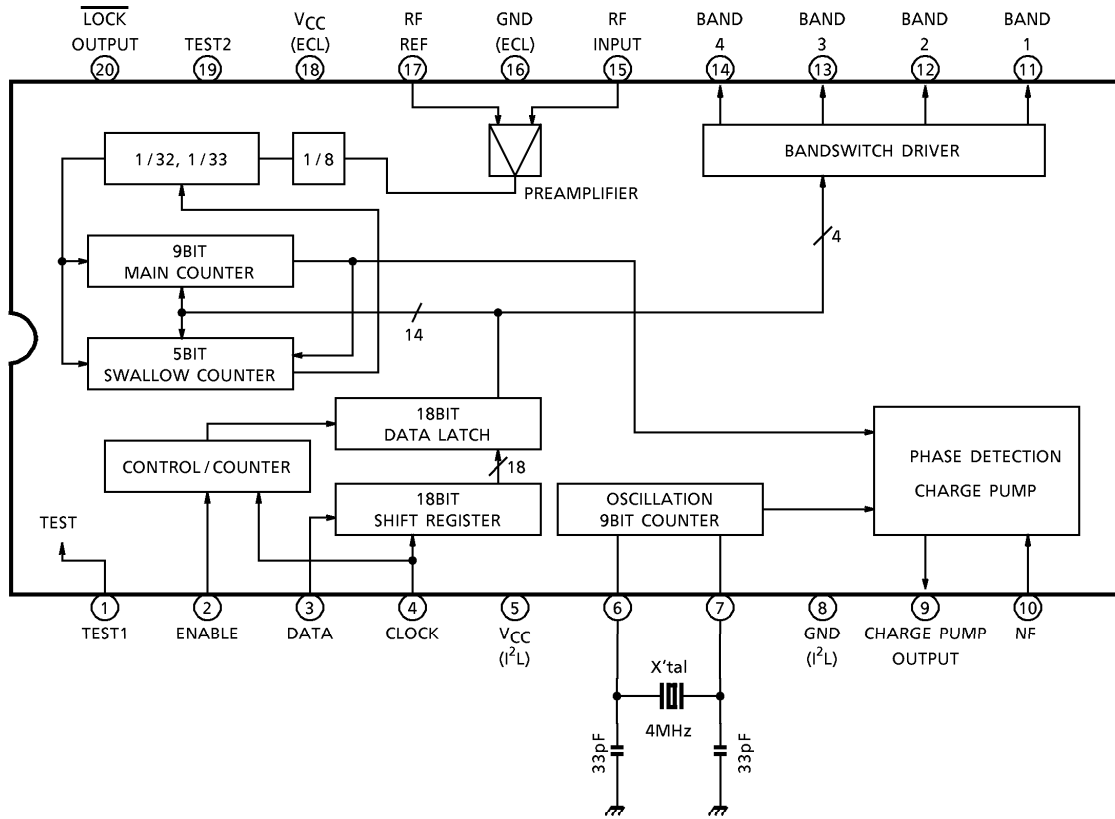 LOCK OUTPUT
20
TEST2
19
VCC (ECL)
18
RF REF
17
GND (ECL)
16
RF INPUT
15
BAND 4
14
BAND 3
13
BAND 2
12
BAND 1
11
1/32, 1/33
1/8
PREAMPLIFIER
BANDSWITCH DRIVER
4
9BIT
MAIN COUNTER
14
5BIT
SWALLOW COUNTER
18BIT
DATA LATCH
18
CONTROL/COUNTER
18BIT
SHIFT REGISTER
OSCILLATION
9BIT COUNTER
PHASE DETECTION
CHARGE PUMP
TEST
1
TEST1
2
ENABLE
3
DATA
4
CLOCK
5
VCC
(I²L)
6
7
8
GND
(I²L)
9
CHARGE PUMP
OUTPUT
10
NF
X'tal
4MHz
33pF
33pF